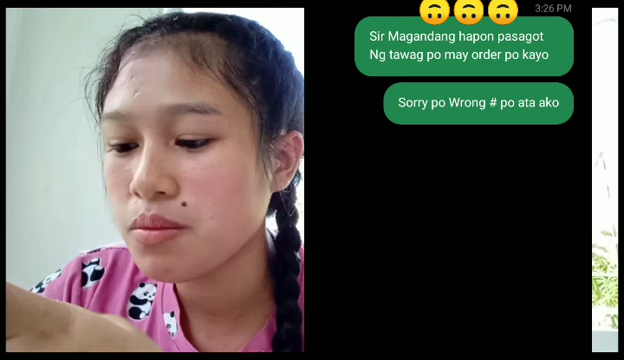 3:26 PM
Sir Magandang hapon pasagot
Ng tawag po may order po kayo
Sorry po Wrong # po ata ako